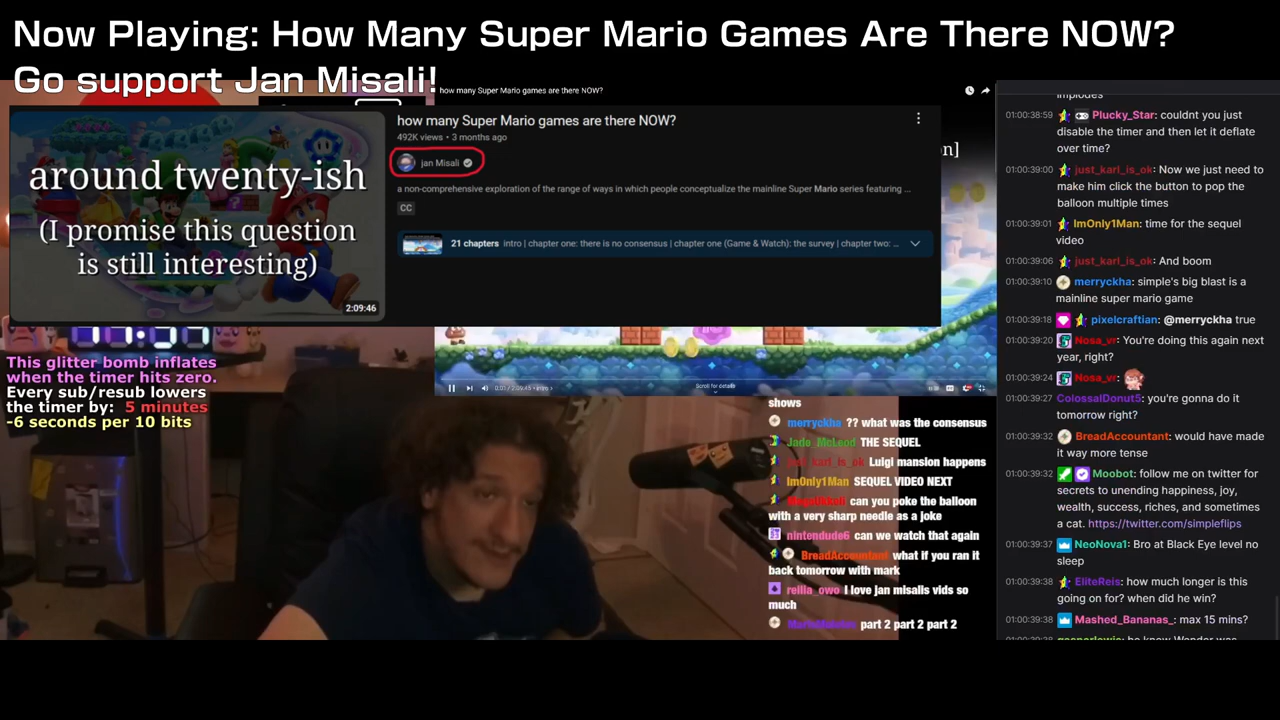 Now Playing: How Many Super Mario Games Are There NOW?
Go support Jan Misali!
how many Super Mario games are there NOW?
around twenty-ish
(I promise this question
is still interesting)
2:09:46
how many Super Mario games are there NOW?
492K views • 3 months ago
jan Misali
a non-comprehensive exploration of the range of ways in which people conceptualize the mainline Super Mario series featuring ...
CC
21 chapters intro | chapter one: there is no consensus | chapter one (Game & Watch): the survey | chapter two: ...
n]
Scroll for details
This glitter bomb inflates
when the timer hits zero.
Every sub/resub lowers
the timer by: 5 minutes
-6 seconds per 10 bits
shows
merryckha ?? what was the consensus
Jade_McLeod THE SEQUEL
just_karl_is_ok Luigi mansion happens
ImOnly1Man SEQUEL VIDEO NEXT
can you poke the balloon
with a very sharp needle as a joke
nintendude6 can we watch that again
BreadAccountant what if you ran it
back tomorrow with mark
rellia_owo I love jan misalis vids so
much
part 2 part 2 part 2
implodes
01:00:38:59 Plucky_Star: couldnt you just
disable the timer and then let it deflate
over time?
01:00:39:00 just_karl_is_ok: Now we just need to
make him click the button to pop the
balloon multiple times
01:00:39:01 ImOnly1Man: time for the sequel
video
01:00:39:06 just_karl_is_ok: And boom
01:00:39:10 merryckha: simple's big blast is a
mainline super mario game
01:00:39:18 pixelcraftian: @merryckha true
01:00:39:20 Nosa_vr: You're doing this again next
year, right?
01:00:39:24 Nosa_vr:
01:00:39:27 ColossalDonut5: you're gonna do it
tomorrow right?
01:00:39:32 BreadAccountant: would have made
it way more tense
01:00:39:32 Moobot: follow me on twitter for
secrets to unending happiness, joy,
wealth, success, riches, and sometimes
a cat. https://twitter.com/simpleflips
01:00:39:37 NeoNova1: Bro at Black Eye level no
sleep
01:00:39:38 EliteReis: how much longer is this
going on for? when did he win?
01:00:39:38 Mashed_Bananas_: max 15 mins?